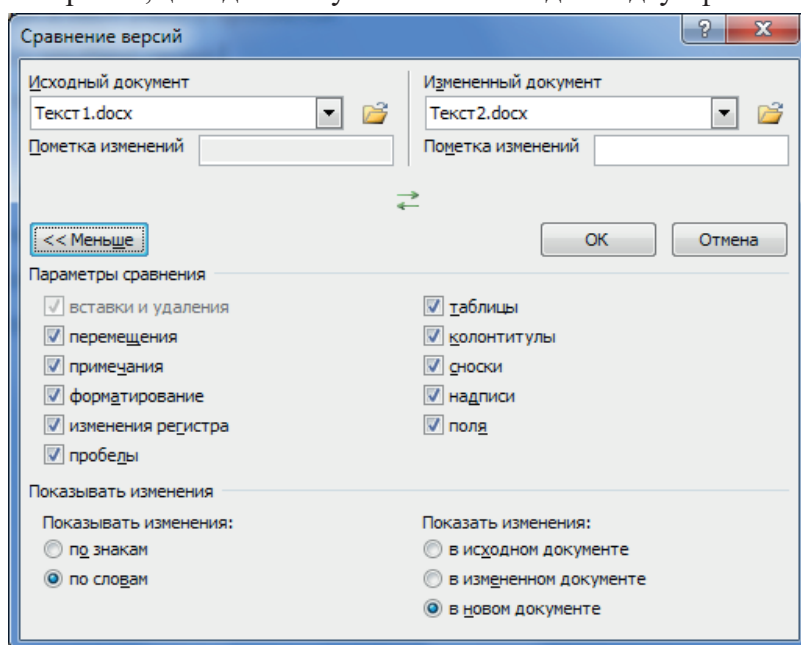 Сравнение версий
Исходный документ
Текст1.docx
Пометка изменений
Измененный документ
Текст2.docx
Пометка изменений
<< Меньше
ОК
Отмена
Параметры сравнения
вставки и удаления
перемещения
примечания
форматирование
изменения регистра
пробелы
таблицы
колонтитулы
сноски
надписи
поля
Показывать изменения
Показывать изменения:
по знакам
по словам
Показать изменения:
в исходном документе
в измененном документе
в новом документе